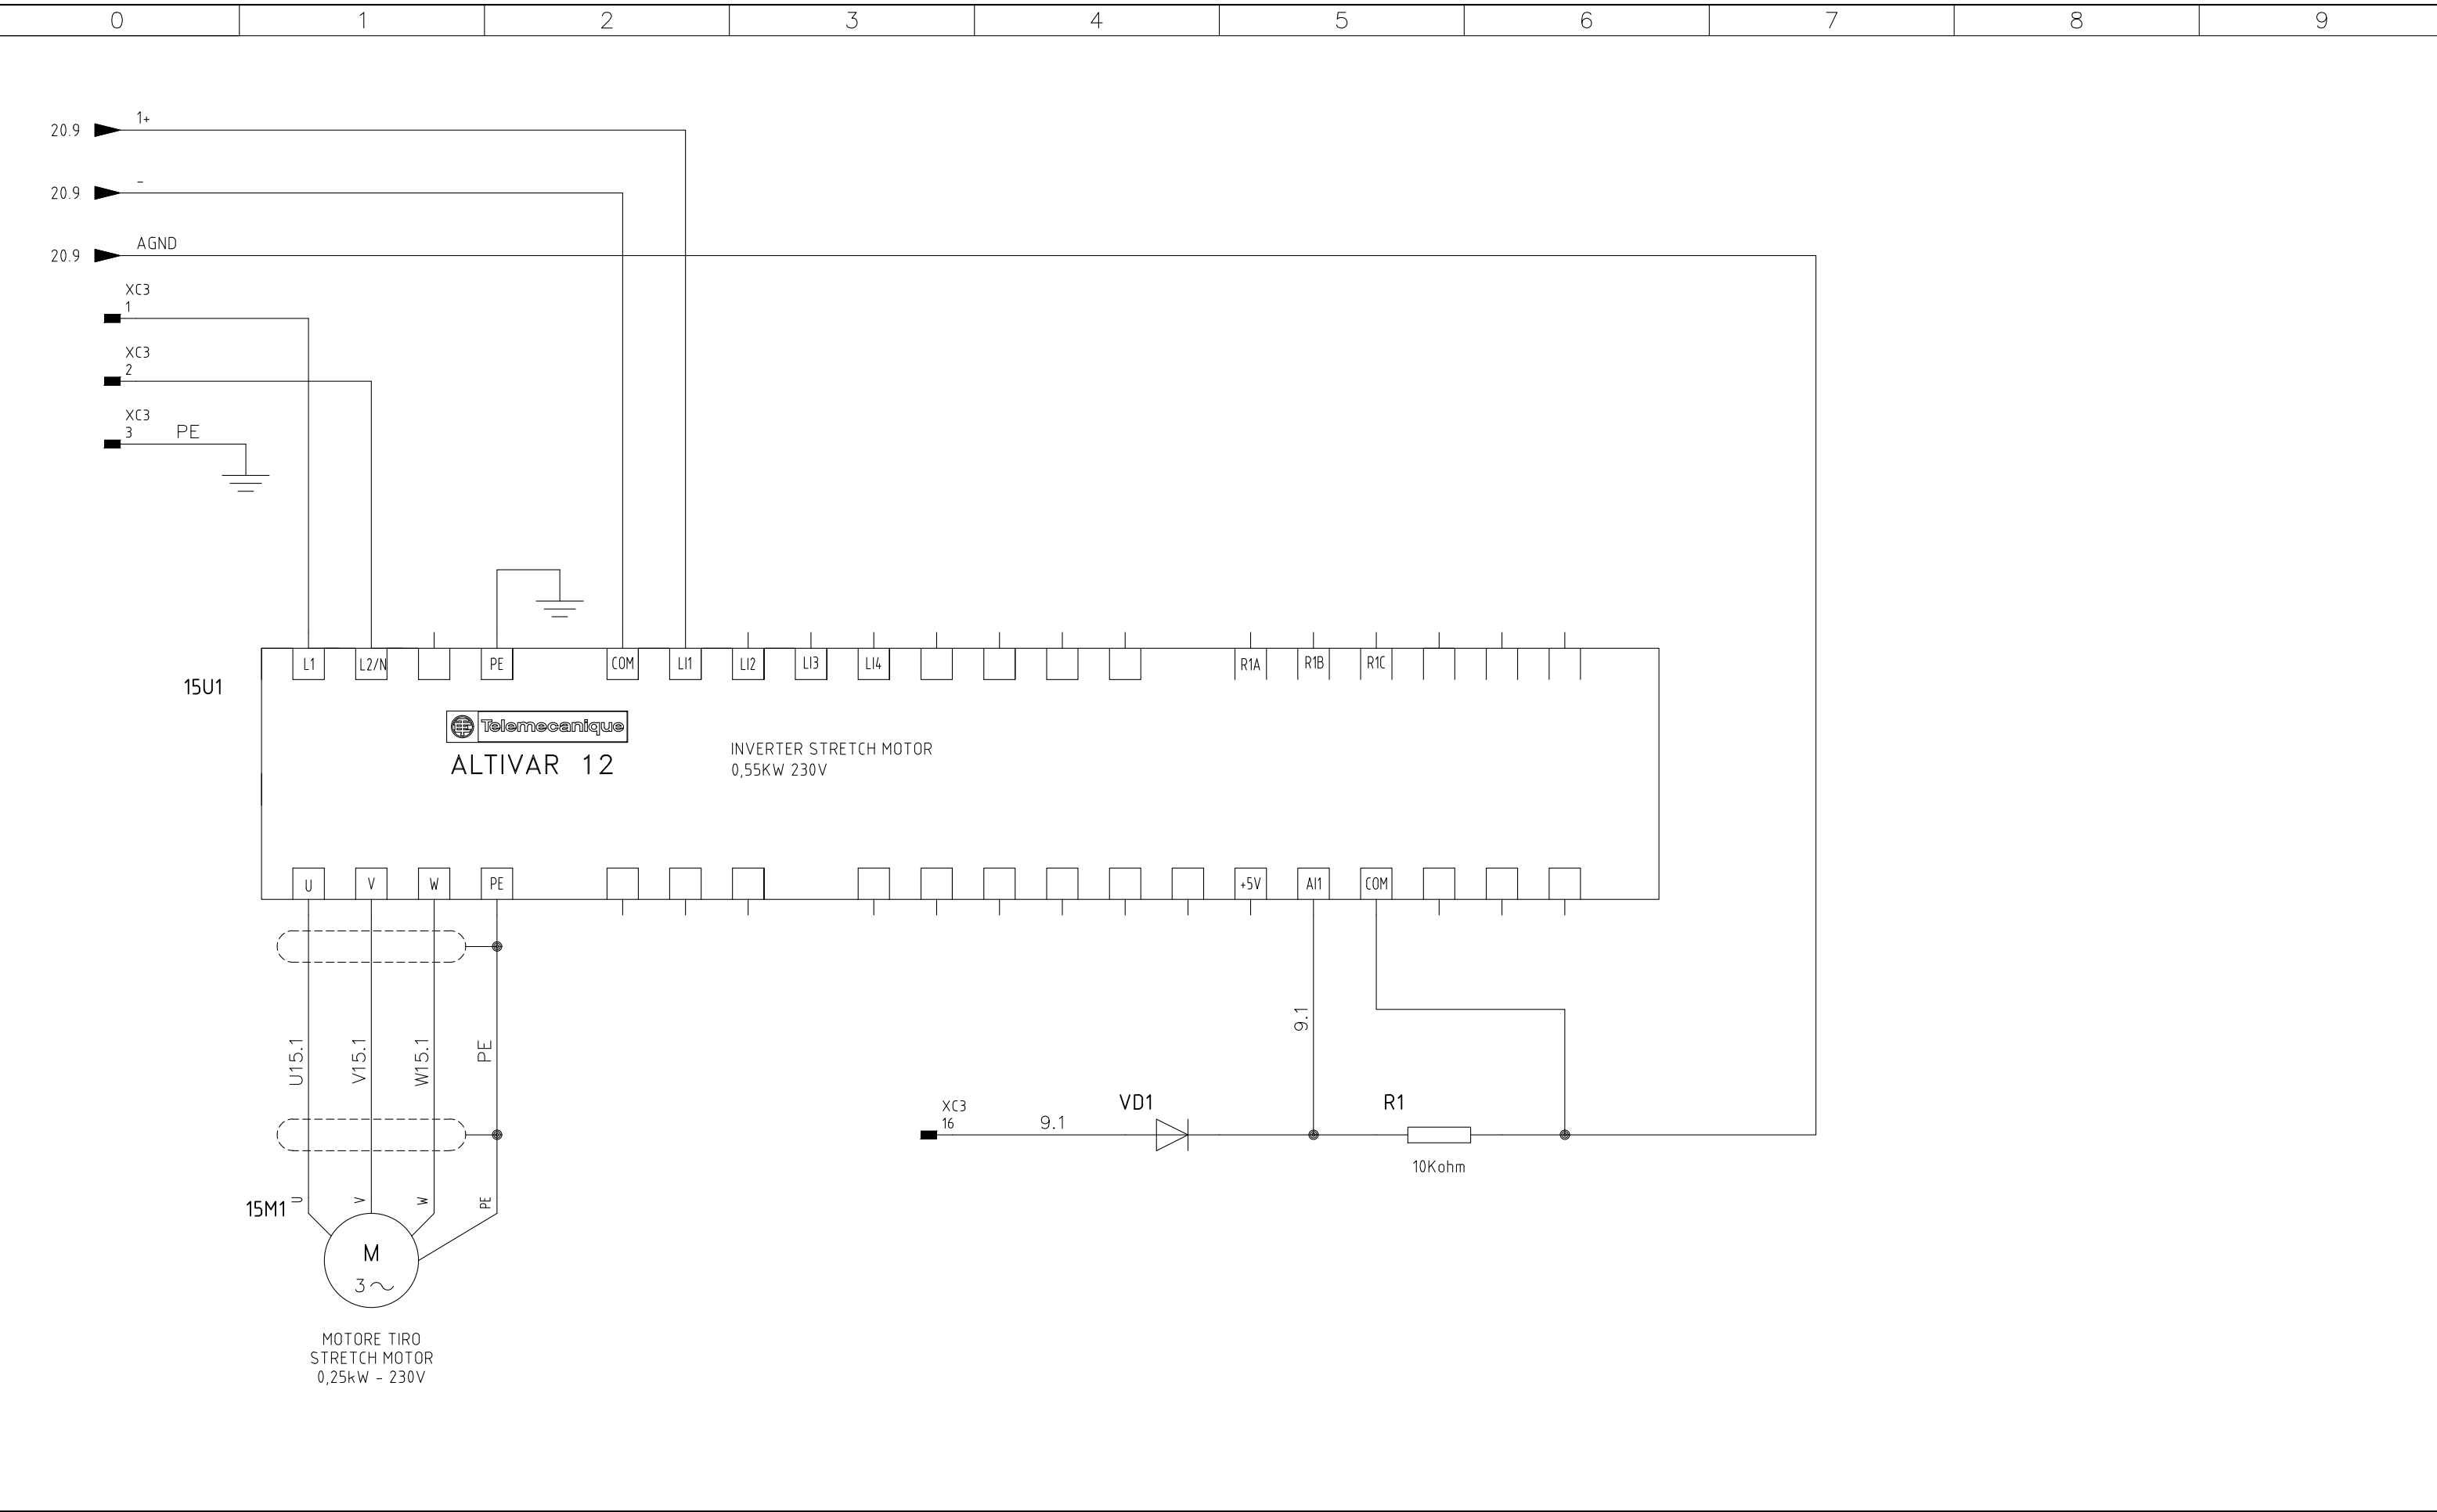 0 1 2 3 4 5 6 7 8 9
1+
20.9
-
20.9
AGND
20.9
XC3
1
XC3
2
XC3
3 PE
L1 L2/N PE COM LI1 LI2 LI3 LI4 R1A R1B R1C
15U1
Telemecanique
ALTIVAR 12
INVERTER STRETCH MOTOR
0,55KW 230V
U V W PE +5V AI1 COM
9.1
U15.1 V15.1 W15.1 PE
XC3
16
9.1
VD1
R1
10Kohm
15M1
U V W PE
M
3~
MOTORE TIRO
STRETCH MOTOR
0,25kW - 230V